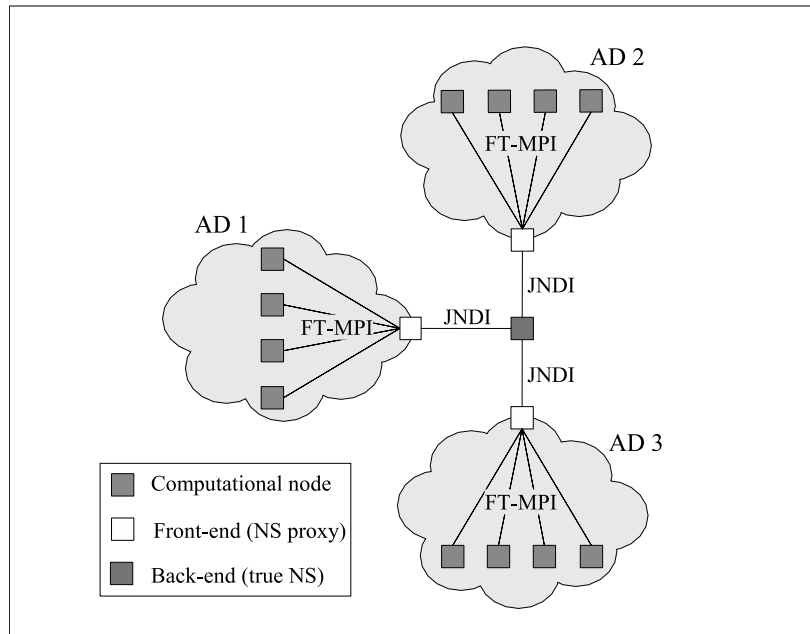 AD 2
FT-MPI
JNDI
AD 1
FT-MPI
JNDI
JNDI
AD 3
FT-MPI
Computational node
Front-end (NS proxy)
Back-end (true NS)